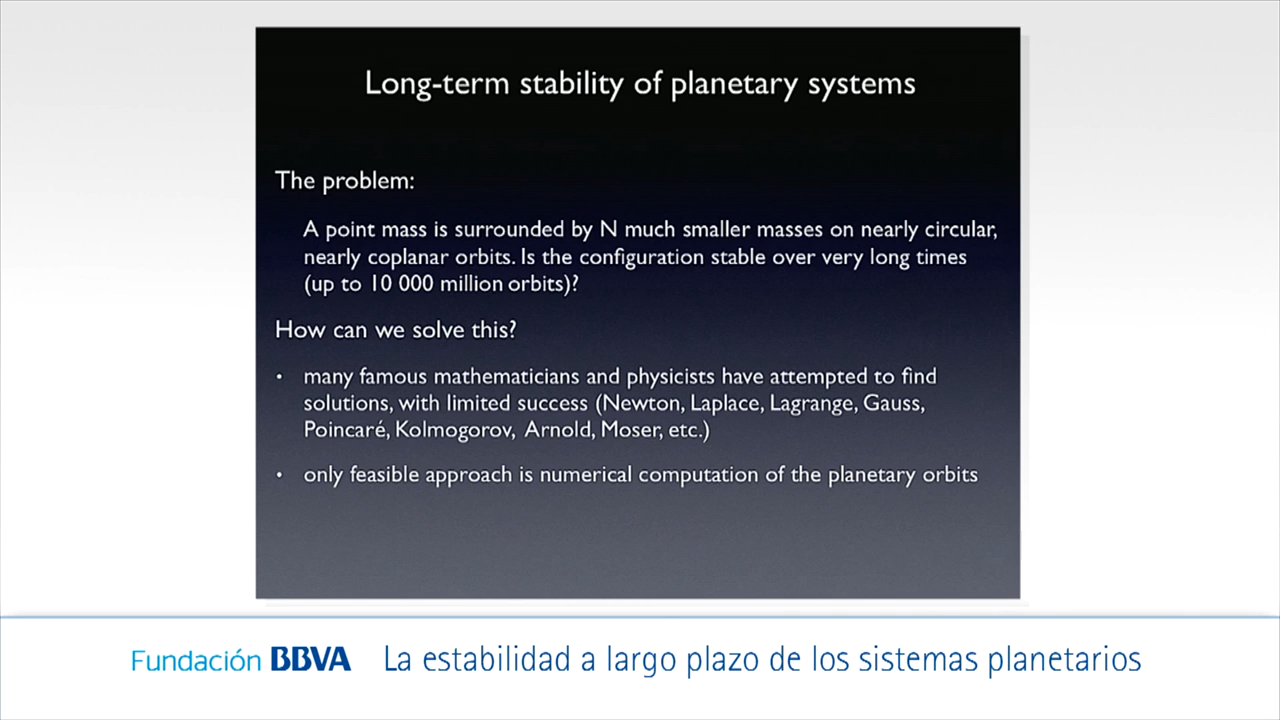 Long-term stability of planetary systems
The problem:
A point mass is surrounded by N much smaller masses on nearly circular,
nearly coplanar orbits. Is the configuration stable over very long times
(up to 10 000 million orbits)?
How can we solve this?
• many famous mathematicians and physicists have attempted to find
solutions, with limited success (Newton, Laplace, Lagrange, Gauss,
Poincaré, Kolmogorov, Arnold, Moser, etc.)
• only feasible approach is numerical computation of the planetary orbits
Fundación BBVA La estabilidad a largo plazo de los sistemas planetarios